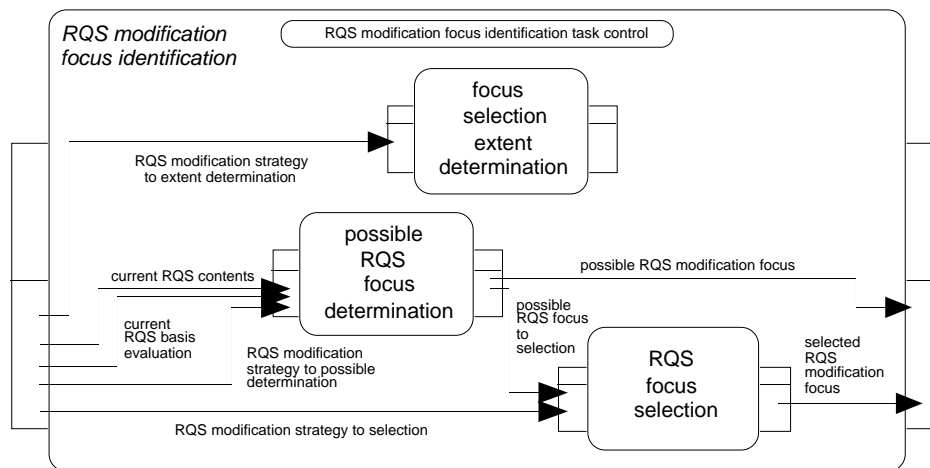 RQS modification
focus identification
RQS modification focus identification task control
focus
selection
extent
determination
RQS modification strategy
to extent determination
possible
RQS
focus
determination
current RQS contents
possible RQS modification focus
current
RQS basis
evaluation
RQS modification
strategy to possible
determination
possible
RQS focus
to
selection
RQS
focus
selection
selected
RQS
modification
focus
RQS modification strategy to selection